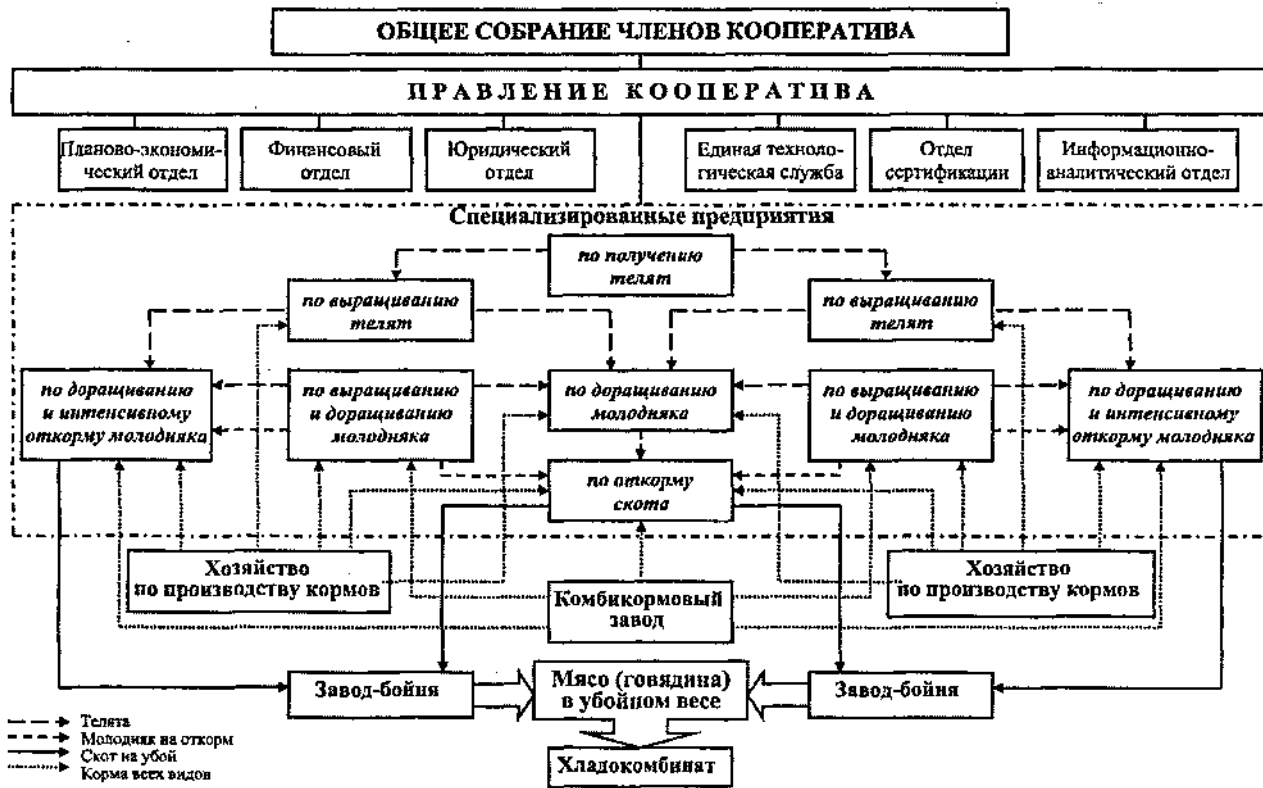 ОБЩЕЕ СОБРАНИЕ ЧЛЕНОВ КООПЕРАТИВА
ПРАВЛЕНИЕ КООПЕРАТИВА
Планово-экономи-
ческий отдел
Финансовый
отдел
Юридический
отдел
Единая техноло-
гическая служба
Отдел
сертификации
Информационно-
аналитический отдел
Специализированные предприятия
по получению
телят
по выращиванию
телят
по выращиванию
телят
по доращиванию
и интенсивному
откорму молодняка
по выращиванию
и доращиванию
молодняка
по доращиванию
молодняка
по выращиванию
и доращиванию
молодняка
по доращиванию
и интенсивному
откорму молодняка
по откорму
скота
Хозяйство
по производству кормов
Комбикормовый
завод
Хозяйство
по производству кормов
Завод-бойня
Мясо (говядина)
в убойном весе
Завод-бойня
Хладокомбинат
Телята
Молодняк на откорм
Скот на убой
Корма всех видов